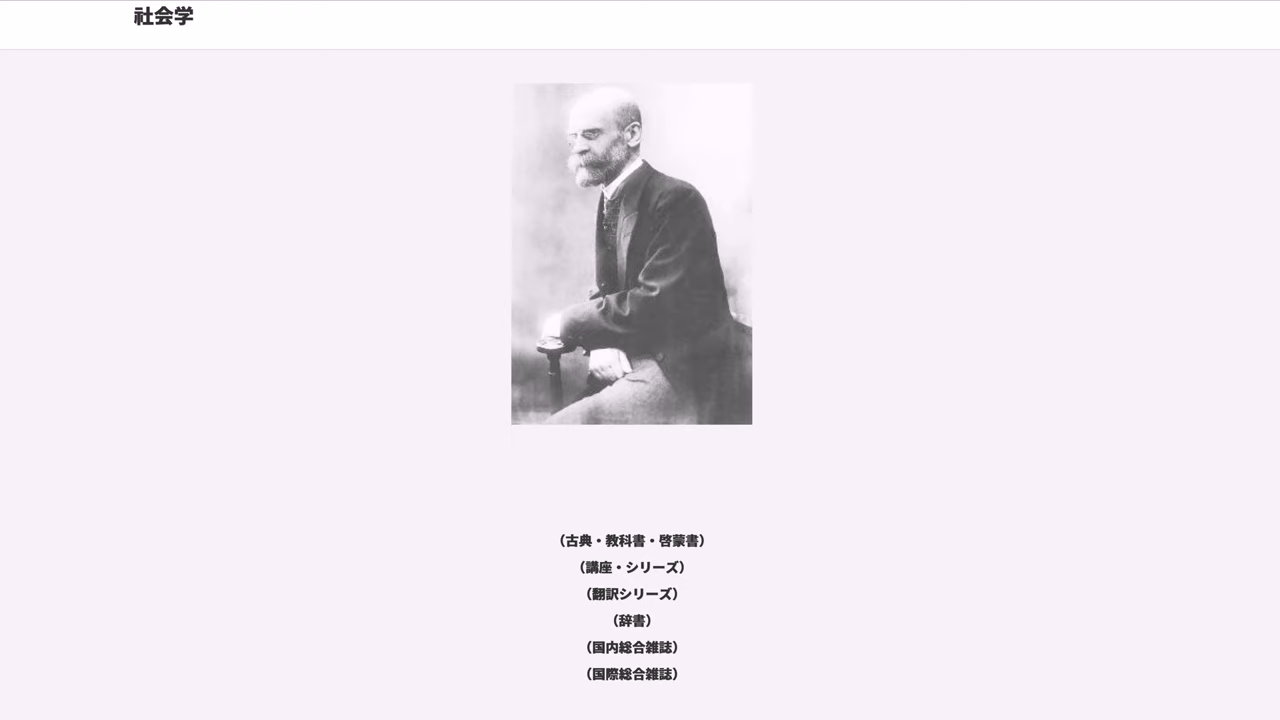 社会学
（古典・教科書・啓蒙書）
（講座・シリーズ）
（翻訳シリーズ）
（辞書）
（国内総合雑誌）
（国際総合雑誌）